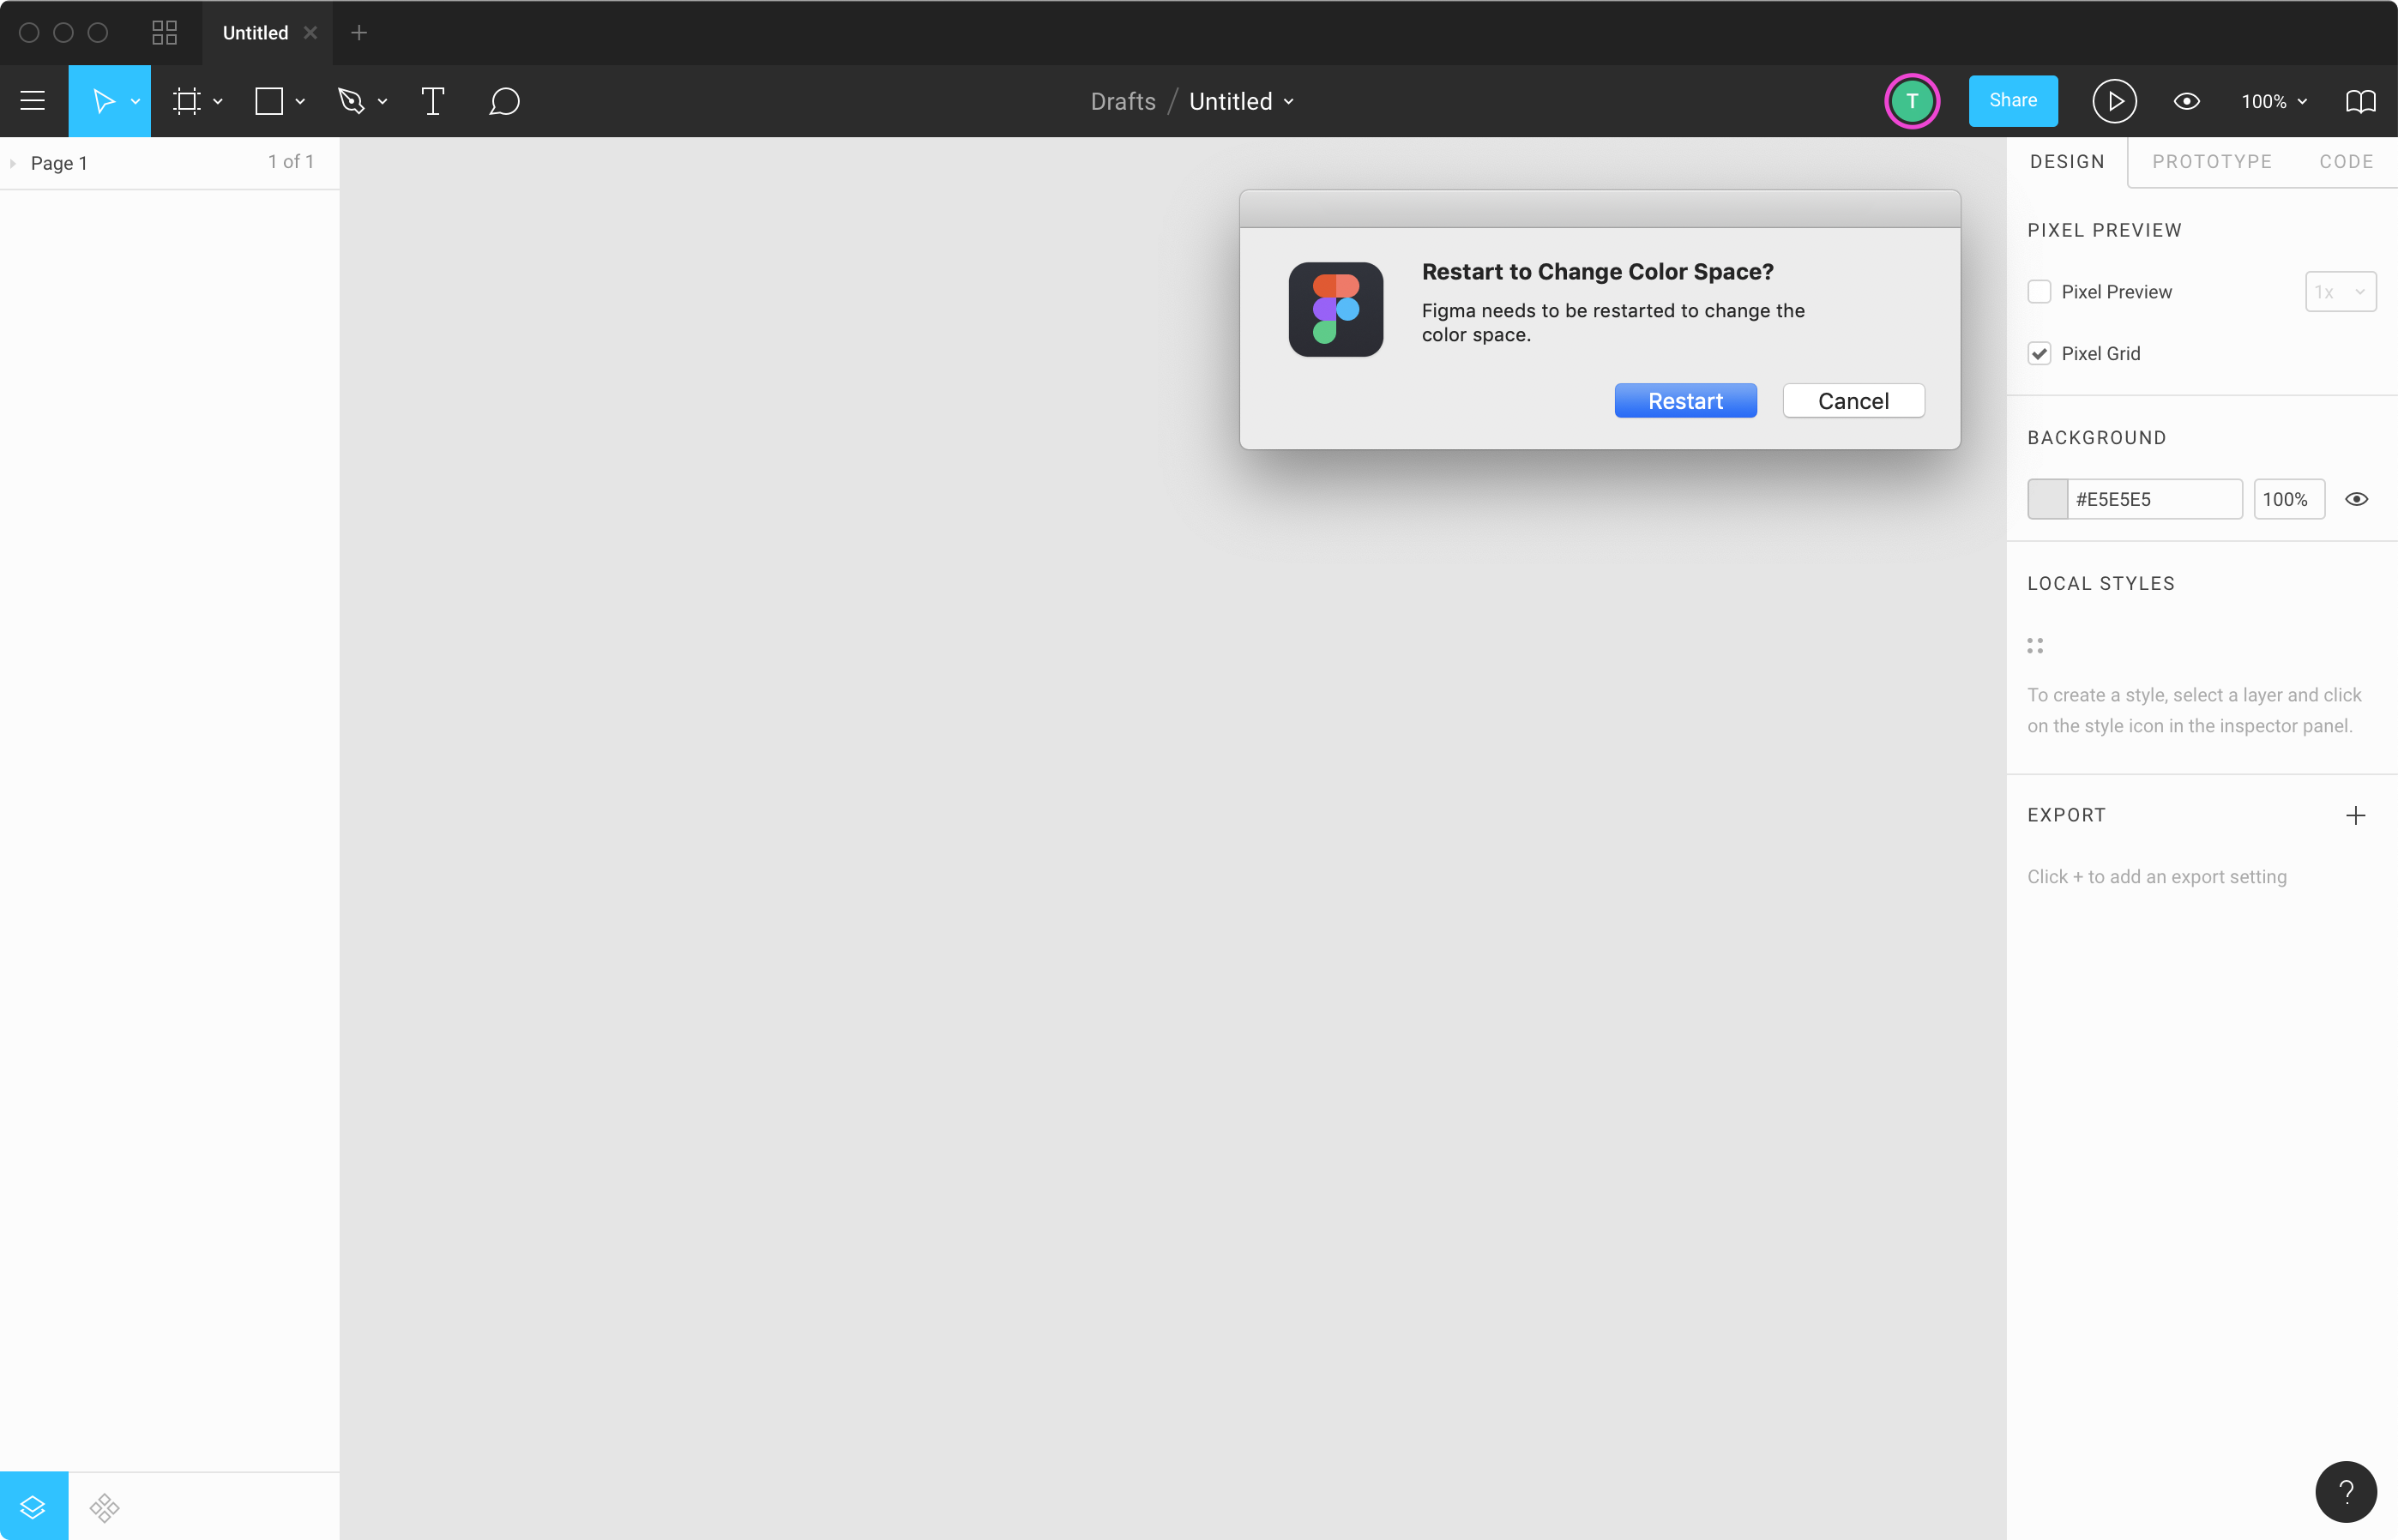 Untitled
Drafts / Untitled
T
Share
100%
Page 1
1 of 1
DESIGN
PROTOTYPE
CODE
Restart to Change Color Space?
Figma needs to be restarted to change the
color space.
Restart
Cancel
PIXEL PREVIEW
Pixel Preview
1x
Pixel Grid
BACKGROUND
#E5E5E5
100%
LOCAL STYLES
To create a style, select a layer and click
on the style icon in the inspector panel.
EXPORT
Click + to add an export setting
?